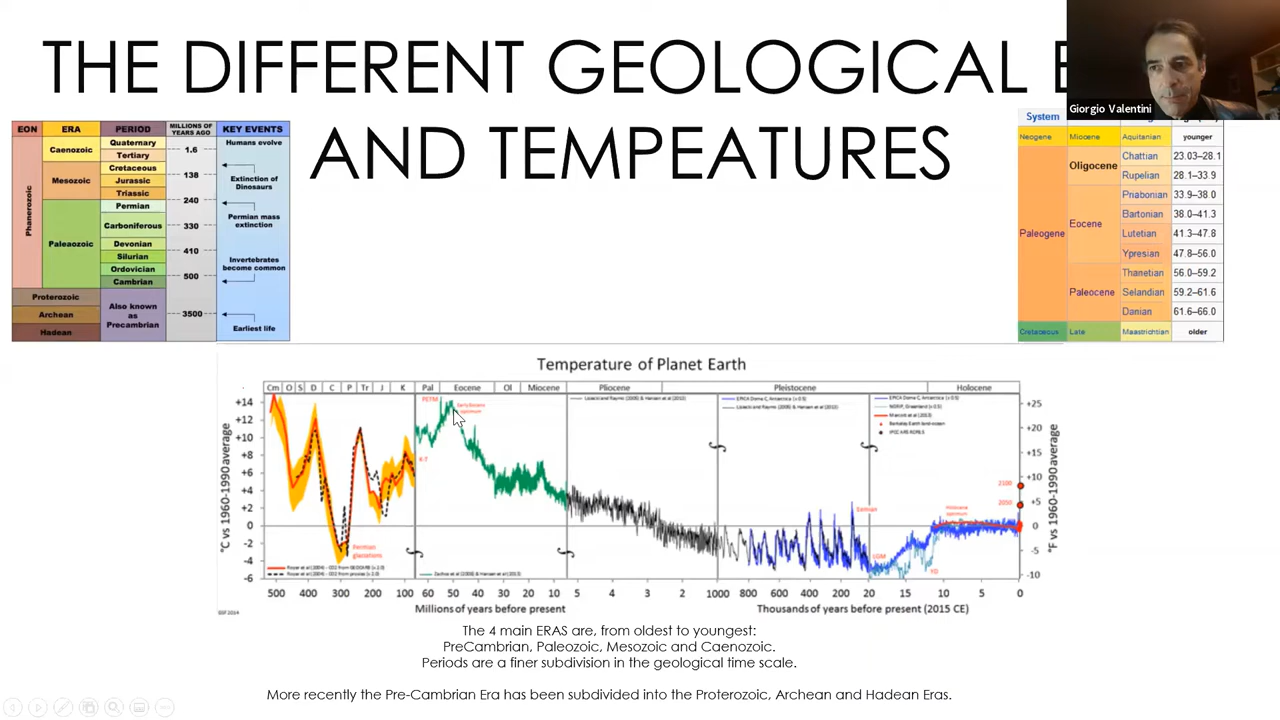 THE DIFFERENT GEOLOGICAL E
AND TEMPEATURES
Giorgio Valentini
EON ERA PERIOD MILLIONS OF YEARS AGO KEY EVENTS
Phanerozoic
Caenozoic
Quaternary
Tertiary
1.6
Humans evolve
Mesozoic
Cretaceous
Jurassic
Triassic
138
Extinction of
Dinosaurs
240
Paleaozoic
Permian
Carboniferous
Devonian
Silurian
Ordovician
Cambrian
Permian mass
extinction
330
410
500
Invertebrates
become common
Proterozoic
Archean
Hadean
Also known
as
Precambrian
3500
Earliest life
System
Neogene Miocene Aquitanian younger
Paleogene
Oligocene
Chattian 23.03–28.1
Rupelian 28.1–33.9
Eocene
Priabonian 33.9–38.0
Bartonian 38.0–41.3
Lutetian 41.3–47.8
Ypresian 47.8–56.0
Paleocene
Thanetian 56.0–59.2
Selandian 59.2–61.6
Danian 61.6–66.0
Cretaceous Late Maastrichtian older
Temperature of Planet Earth
Cm O S D C P Tr J K Pal Eocene Ol Miocene Pliocene Pleistocene Holocene
°C vs 1960-1990 average
+14
+12
+10
+8
+6
+4
+2
0
-2
-4
-6
PETM
K-T
Permian
glaciations
Eemian
LGM
YD
Holocene
optimum
2100
2050
+25
+20
+15
+10
+5
0
-5
-10
°F vs 1960-1990 average
500 400 300 200 100 60 50 40 30 20 10 5 4 3 2 1000 800 600 400 200 20 15 10 5 0
Millions of years before present
Thousands of years before present (2015 CE)
The 4 main ERAS are, from oldest to youngest:
PreCambrian, Paleozoic, Mesozoic and Caenozoic.
Periods are a finer subdivision in the geological time scale.
More recently the Pre-Cambrian Era has been subdivided into the Proterozoic, Archean and Hadean Eras.